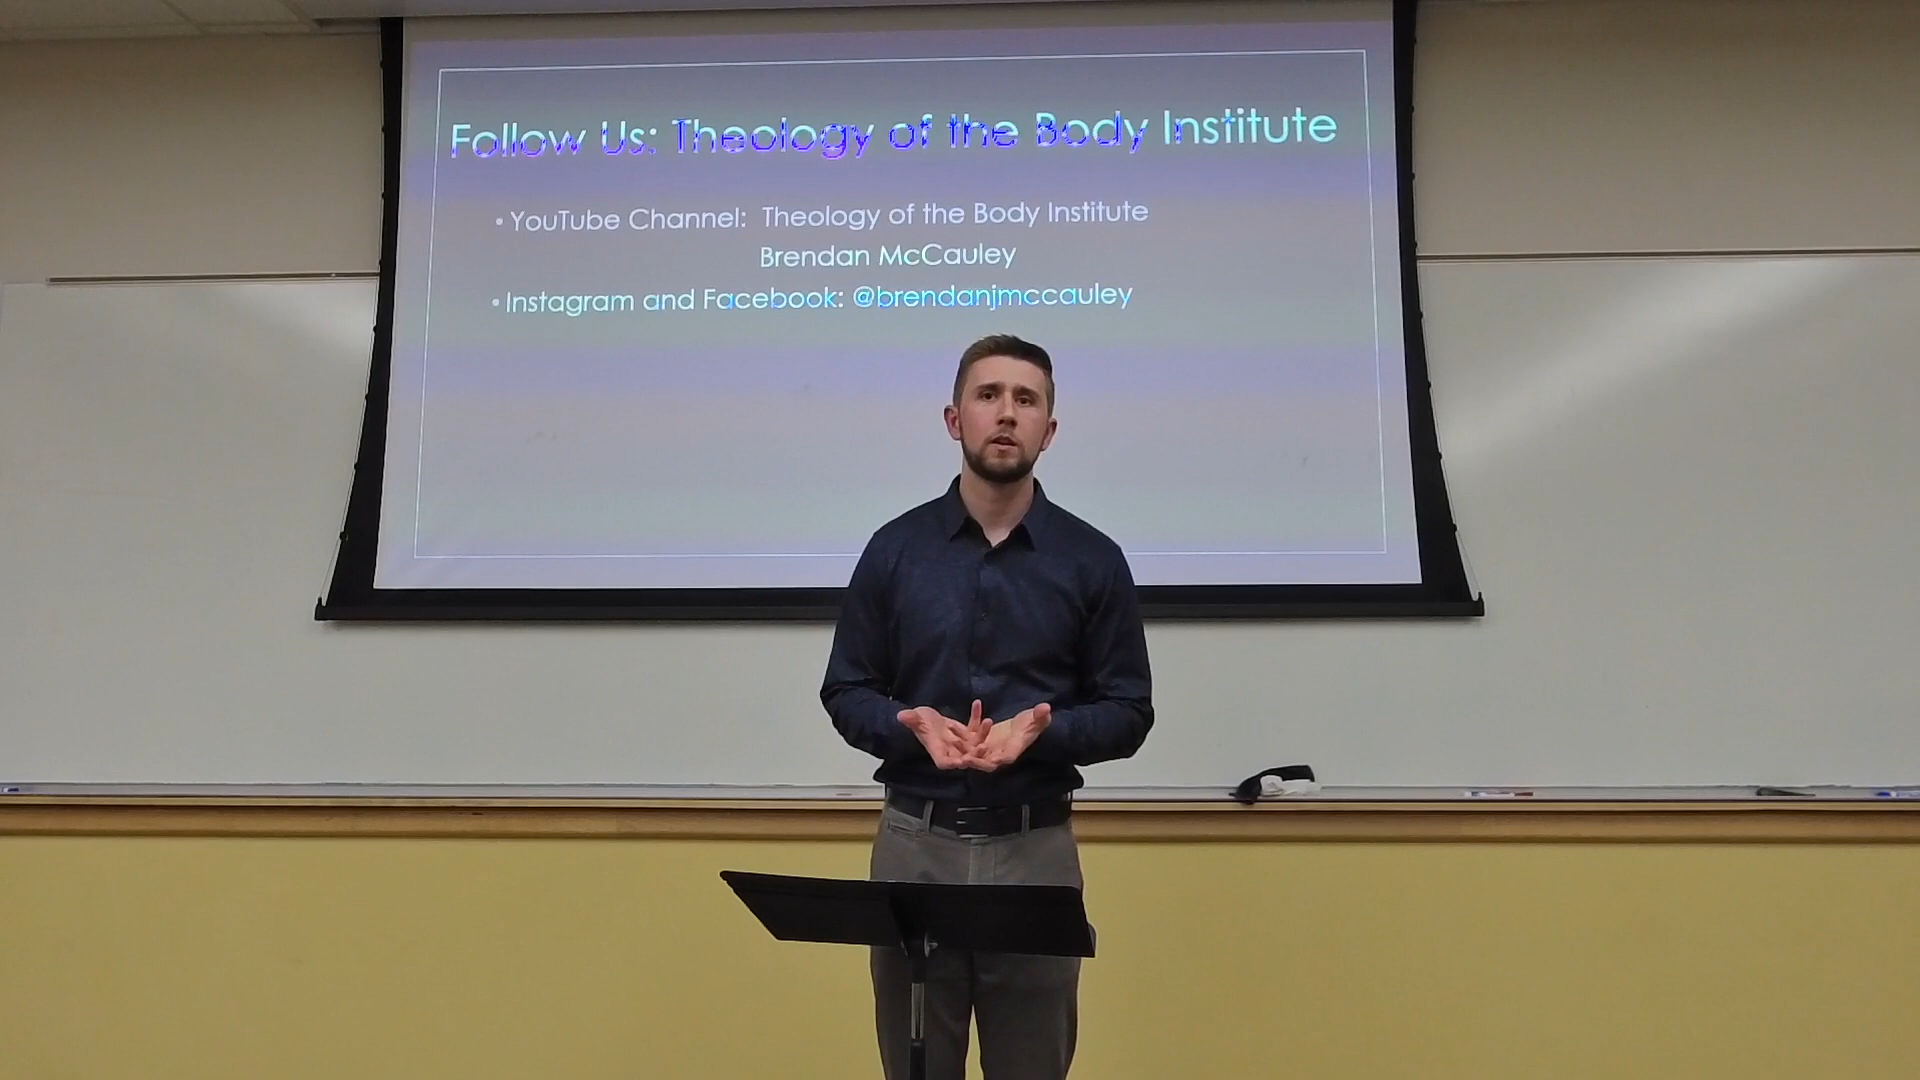 Follow Us: Theology of the Body Institute
• YouTube Channel: Theology of the Body Institute
Brendan McCauley
• Instagram and Facebook: @brendanjmccauley